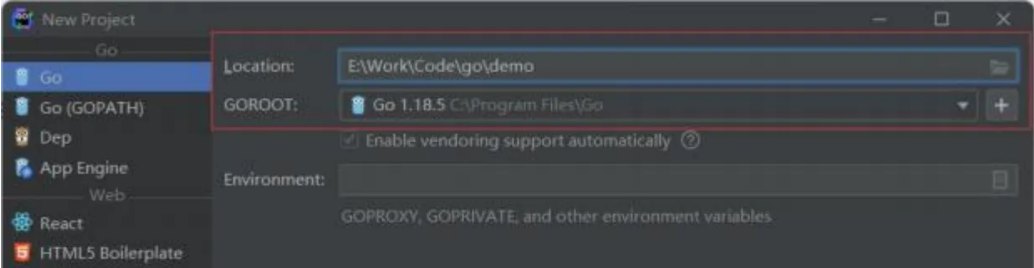 New Project
Go
Go
Go (GOPATH)
Dep
App Engine
Web
React
HTML5 Boilerplate
Location:
E:\Work\Code\go\demo
GOROOT:
Go 1.18.5 C:\Program Files\Go
Enable vendoring support automatically
Environment:
GOPROXY, GOPRIVATE, and other environment variables